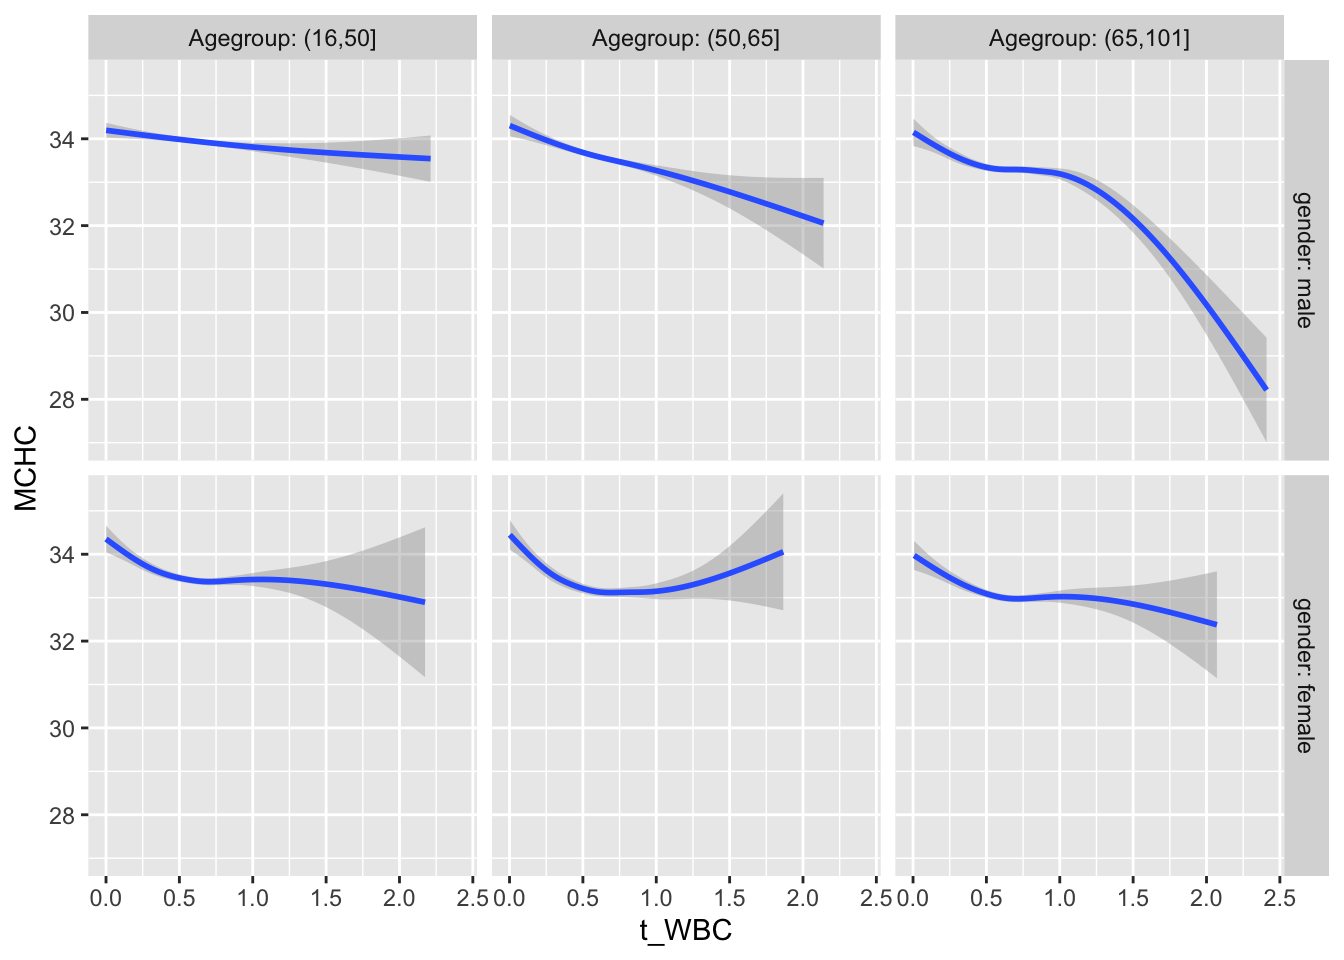 Agegroup: (16,50]
Agegroup: (50,65]
Agegroup: (65,101]
34
32
30
28
gender: male
MCHC
34
32
30
28
gender: female
0.0 0.5 1.0 1.5 2.0 2.5
0.0 0.5 1.0 1.5 2.0 2.5
0.0 0.5 1.0 1.5 2.0 2.5
t_WBC